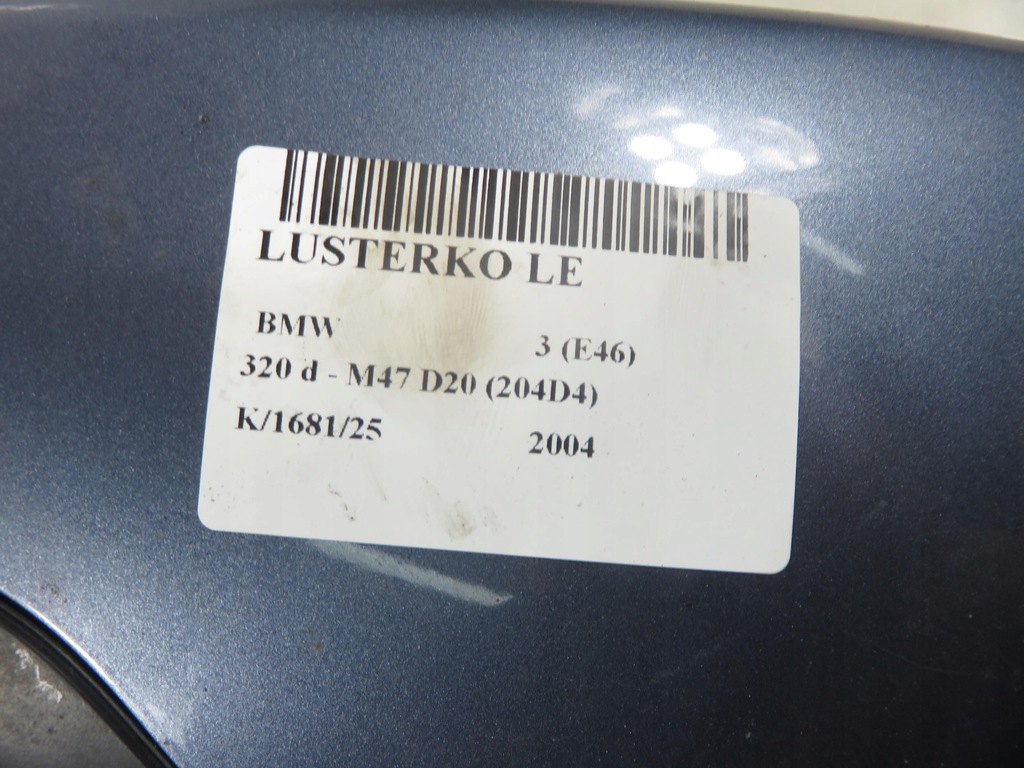 LUSTERKO LE
BMW 3 (E46)
320 d - M47 D20 (204D4)
K/1681/25 2004